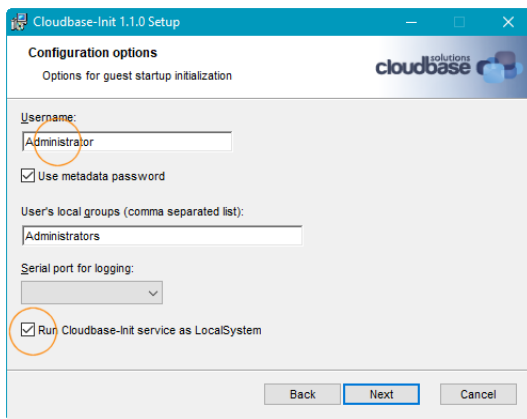 Cloudbase-Init 1.1.0 Setup
Configuration options
Options for guest startup initialization
cloudbase solutions
Username:
Administrator
Use metadata password
User's local groups (comma separated list):
Administrators
Serial port for logging:
Run Cloudbase-Init service as LocalSystem
Back Next Cancel